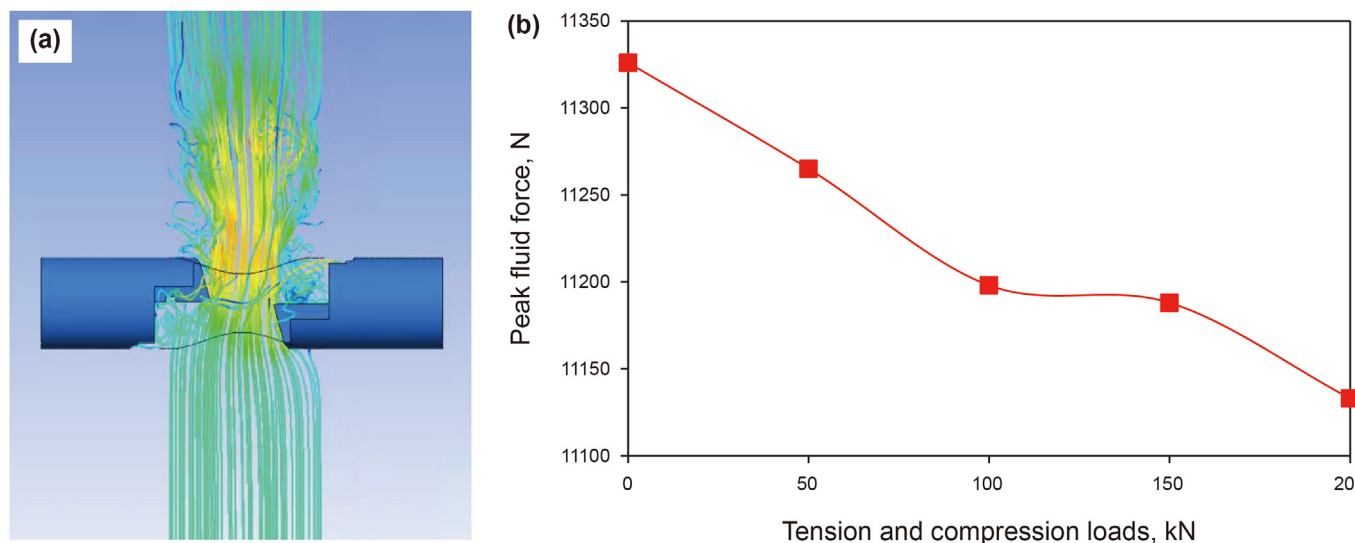 (a)
(b)
11350
11300
11250
11200
11150
11100
Peak fluid force, N
0 50 100 150 20
Tension and compression loads, kN